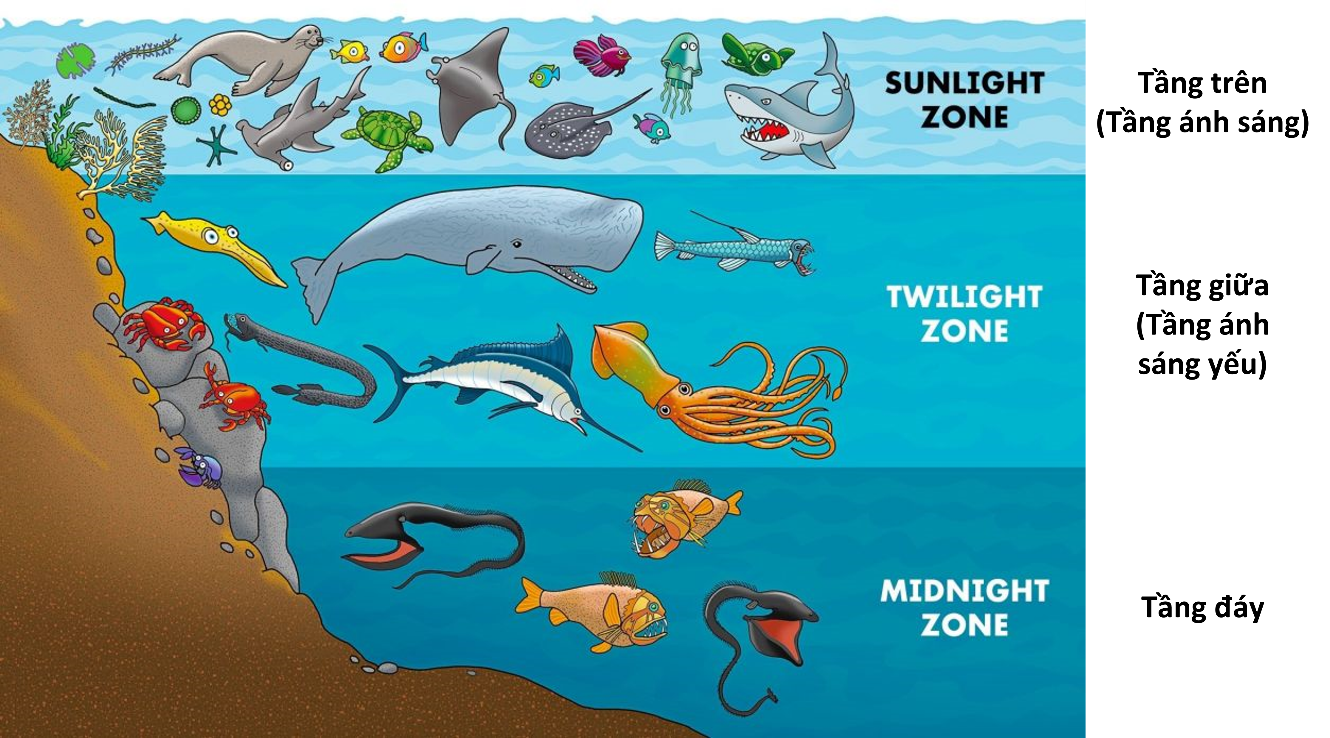 SUNLIGHT
ZONE
Tầng trên
(Tầng ánh sáng)
TWILIGHT
ZONE
Tầng giữa
(Tầng ánh
sáng yếu)
MIDNIGHT
ZONE
Tầng đáy